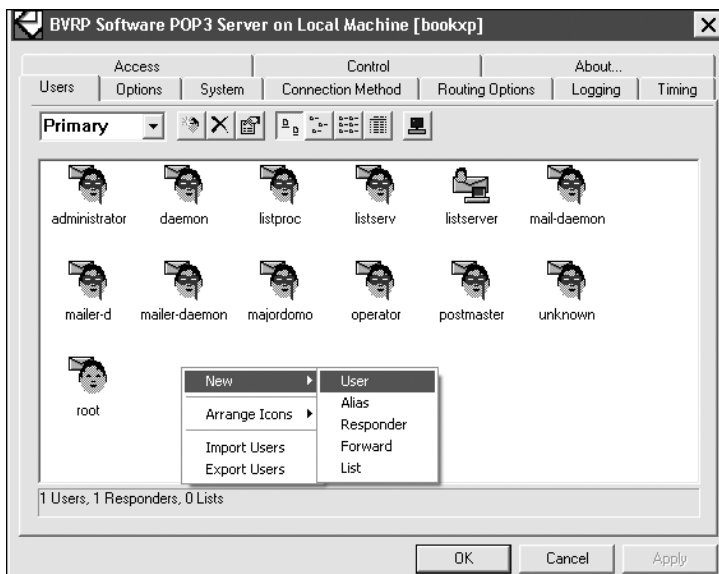 BVRP Software POP3 Server on Local Machine [bookxp]
Access Control About...
Users Options System Connection Method Routing Options Logging Timing
Primary
administrator daemon listproc listserv listserver mail-daemon
mailer-d mailer-daemon majordomo operator postmaster unknown
root
New
Arrange Icons
Import Users
Export Users
User
Alias
Responder
Forward
List
1 Users, 1 Responders, 0 Lists
OK Cancel Apply